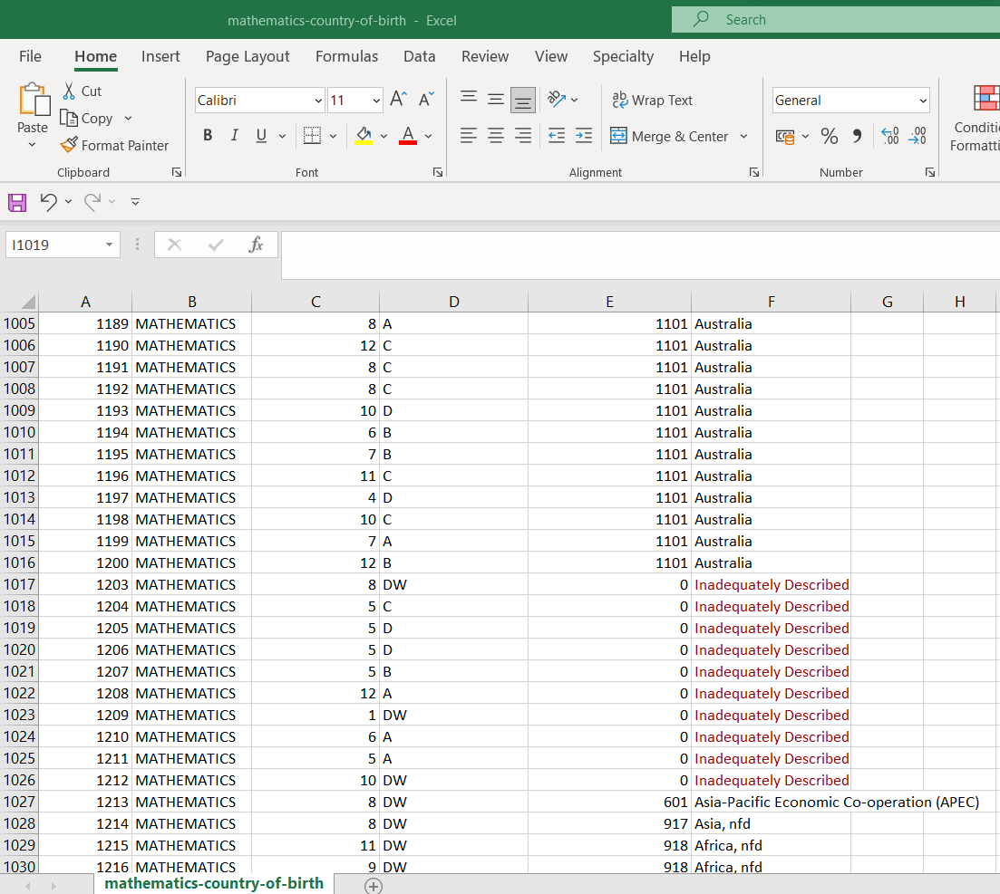 mathematics-country-of-birth - Excel
Search
File Home Insert Page Layout Formulas Data Review View Specialty Help
Paste
Cut
Copy
Format Painter
Clipboard
Calibri 11
B I U
Font
Wrap Text
Merge & Center
Alignment
General
Number
Conditi
Formatti
I1019
fx
A B C D E F G H
1005 1189 MATHEMATICS 8 A 1101 Australia
1006 1190 MATHEMATICS 12 C 1101 Australia
1007 1191 MATHEMATICS 8 C 1101 Australia
1008 1192 MATHEMATICS 8 C 1101 Australia
1009 1193 MATHEMATICS 10 D 1101 Australia
1010 1194 MATHEMATICS 6 B 1101 Australia
1011 1195 MATHEMATICS 7 B 1101 Australia
1012 1196 MATHEMATICS 11 C 1101 Australia
1013 1197 MATHEMATICS 4 D 1101 Australia
1014 1198 MATHEMATICS 10 C 1101 Australia
1015 1199 MATHEMATICS 7 A 1101 Australia
1016 1200 MATHEMATICS 12 B 1101 Australia
1017 1203 MATHEMATICS 8 DW 0 Inadequately Described
1018 1204 MATHEMATICS 5 C 0 Inadequately Described
1019 1205 MATHEMATICS 5 D 0 Inadequately Described
1020 1206 MATHEMATICS 5 D 0 Inadequately Described
1021 1207 MATHEMATICS 5 B 0 Inadequately Described
1022 1208 MATHEMATICS 12 A 0 Inadequately Described
1023 1209 MATHEMATICS 1 DW 0 Inadequately Described
1024 1210 MATHEMATICS 6 A 0 Inadequately Described
1025 1211 MATHEMATICS 5 A 0 Inadequately Described
1026 1212 MATHEMATICS 10 DW 0 Inadequately Described
1027 1213 MATHEMATICS 8 DW 601 Asia-Pacific Economic Co-operation (APEC)
1028 1214 MATHEMATICS 8 DW 917 Asia, nfd
1029 1215 MATHEMATICS 11 DW 918 Africa, nfd
1030 1216 MATHEMATICS 9 DW 918 Africa, nfd
mathematics-country-of-birth